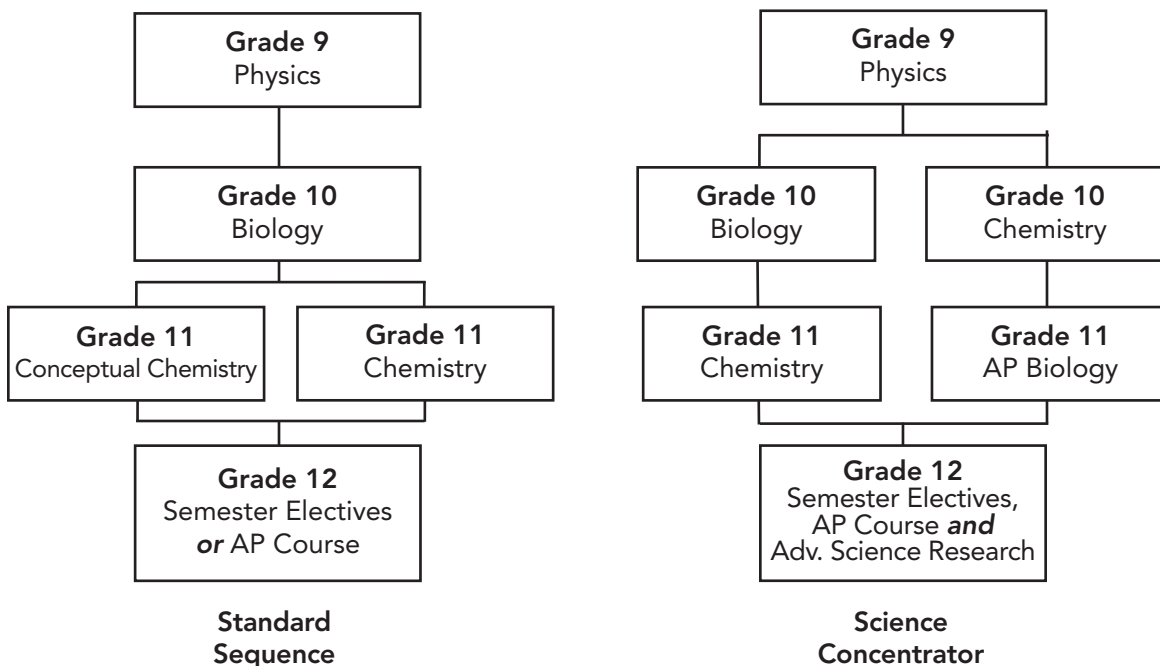 Grade 9
Physics
Grade 10
Biology
Grade 11
Conceptual Chemistry
Grade 11
Chemistry
Grade 12
Semester Electives
or AP Course
Standard
Sequence
Grade 9
Physics
Grade 10
Biology
Grade 10
Chemistry
Grade 11
Chemistry
Grade 11
AP Biology
Grade 12
Semester Electives,
AP Course and
Adv. Science Research
Science
Concentrator